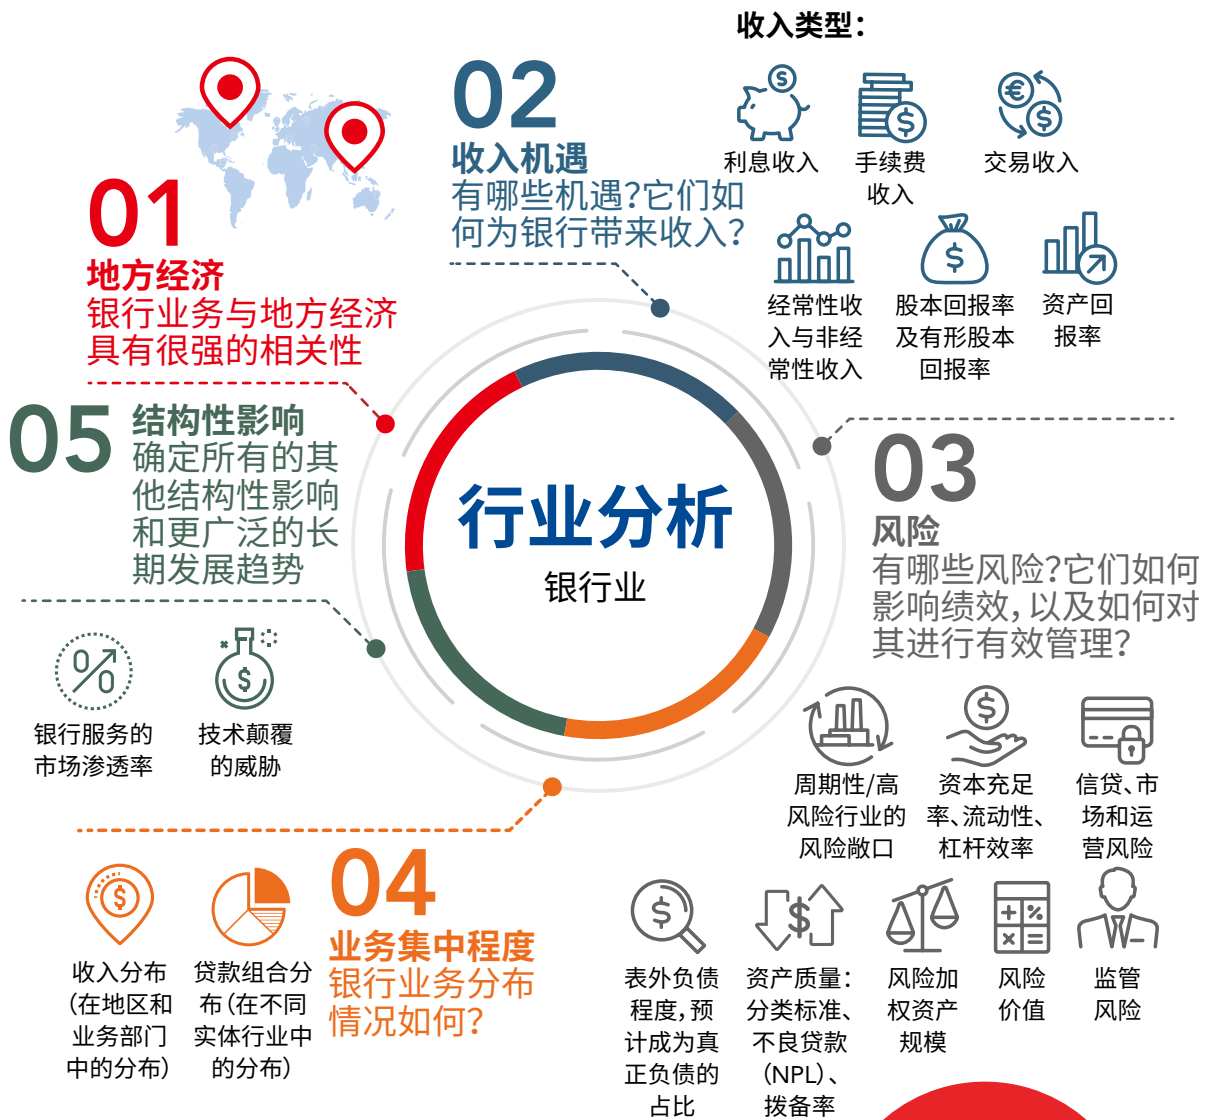 01
地方经济
银行业务与地方经济
具有很强的相关性
02
收入机遇
有哪些机遇？它们如
何为银行带来收入？
收入类型：
利息收入
手续费
收入
交易收入
经常性收
入与非经
常性收入
股本回报率
及有形股本
回报率
资产回
报率
行业分析
银行业
03
风险
有哪些风险？它们如何
影响绩效，以及如何对
其进行有效管理？
周期性/高
风险行业的
风险敞口
资本充足
率、流动性、
杠杆效率
信贷、市
场和运
营风险
表外负债
程度，预
计成为真
正负债的
占比
资产质量：
分类标准、
不良贷款
（NPL）、
拨备率
风险加
权资产
规模
风险
价值
监管
风险
04
业务集中程度
银行业务分布
情况如何？
收入分布
（在地区和
业务部门
中的分布）
贷款组合分
布（在不同
实体行业中
的分布）
05
结构性影响
确定所有的其
他结构性影响
和更广泛的长
期发展趋势
银行服务的
市场渗透率
技术颠覆
的威胁